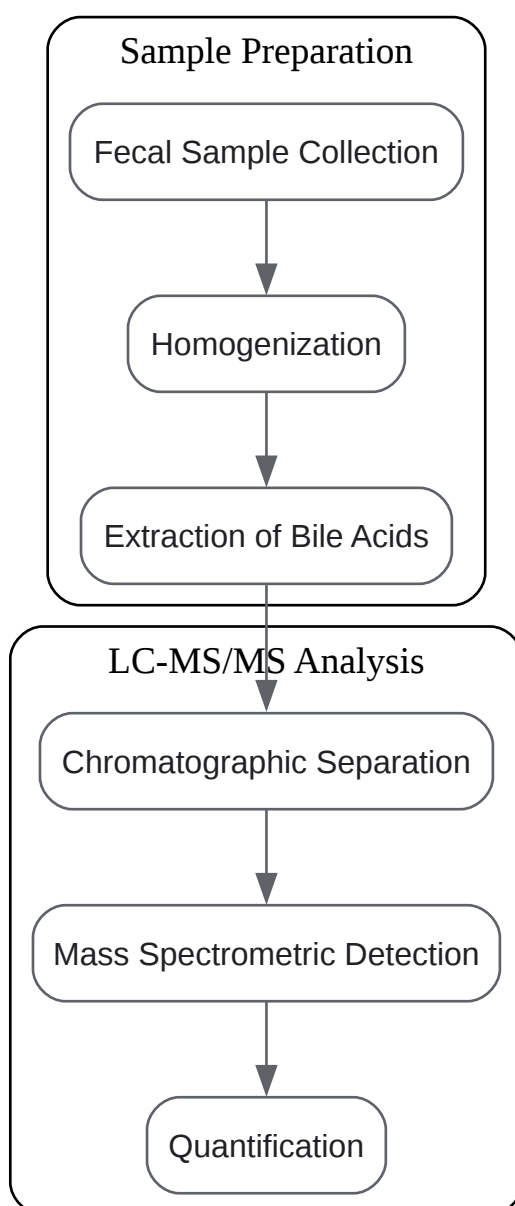 Sample Preparation
Fecal Sample Collection
Homogenization
Extraction of Bile Acids
LC-MS/MS Analysis
Chromatographic Separation
Mass Spectrometric Detection
Quantification